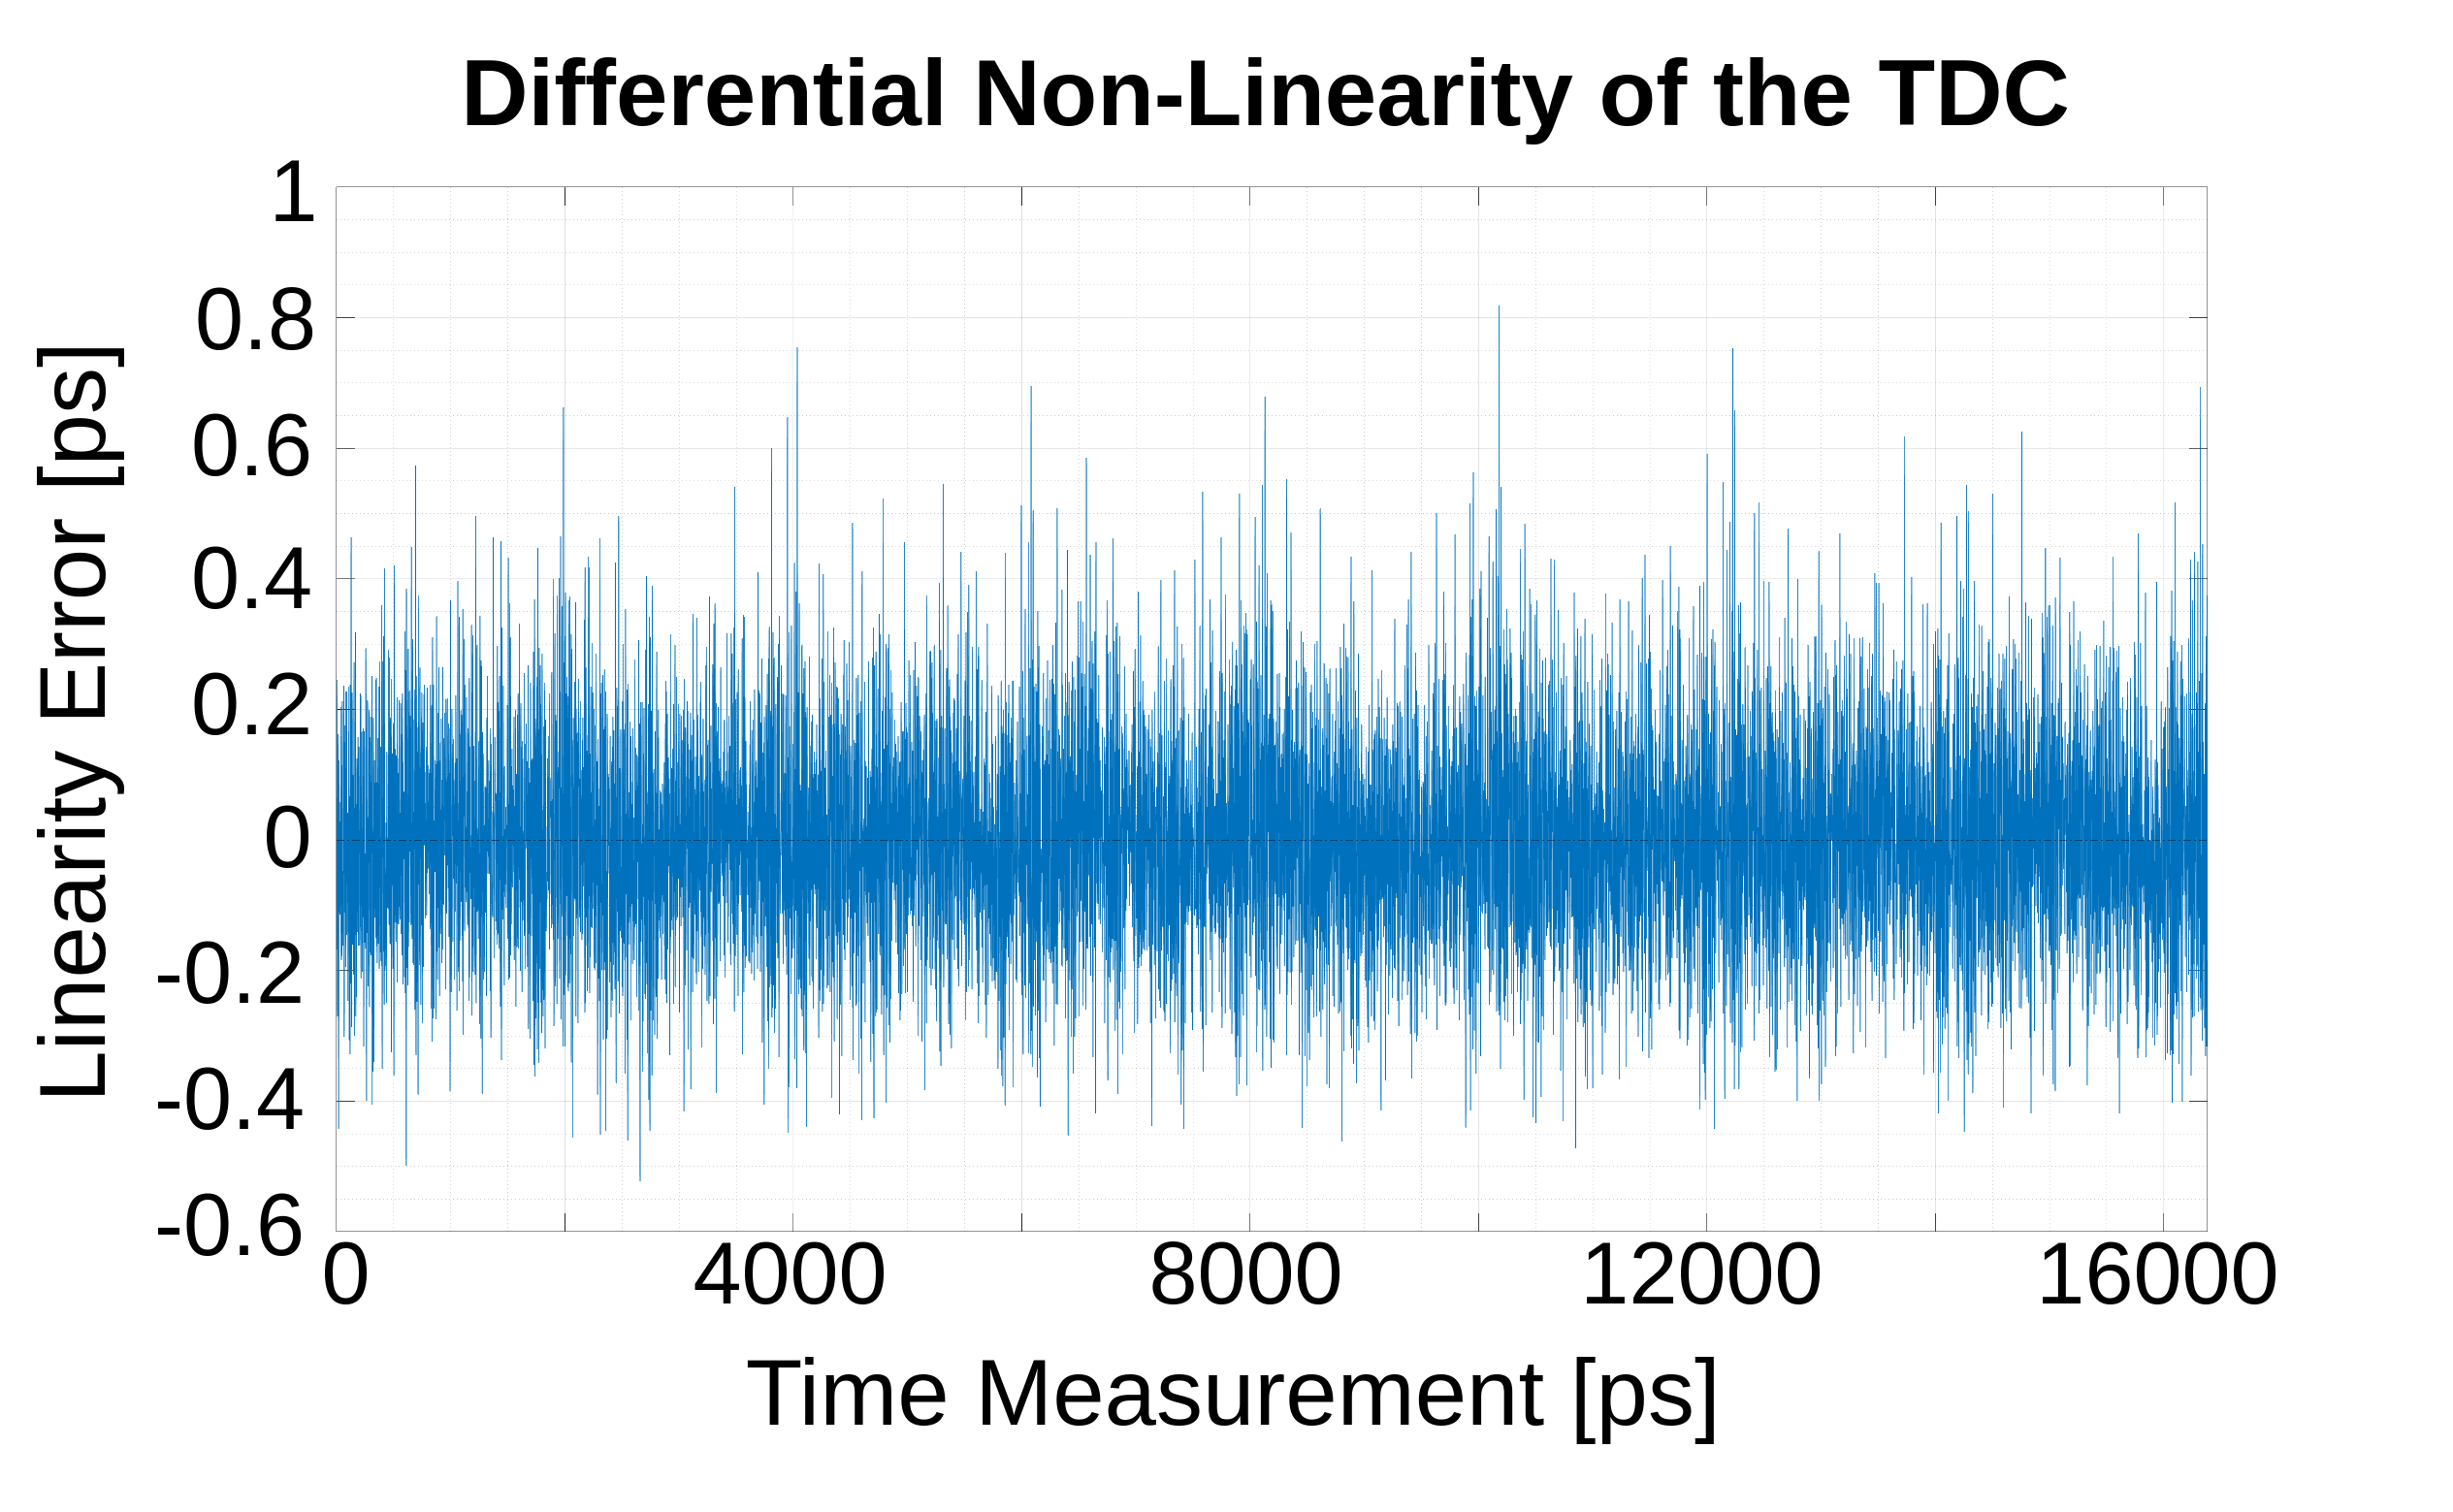 Differential Non-Linearity of the TDC
1
0.8
0.6
0.4
0.2
0
-0.2
-0.4
-0.6
Linearity Error [ps]
0 4000 8000 12000 16000
Time Measurement [ps]